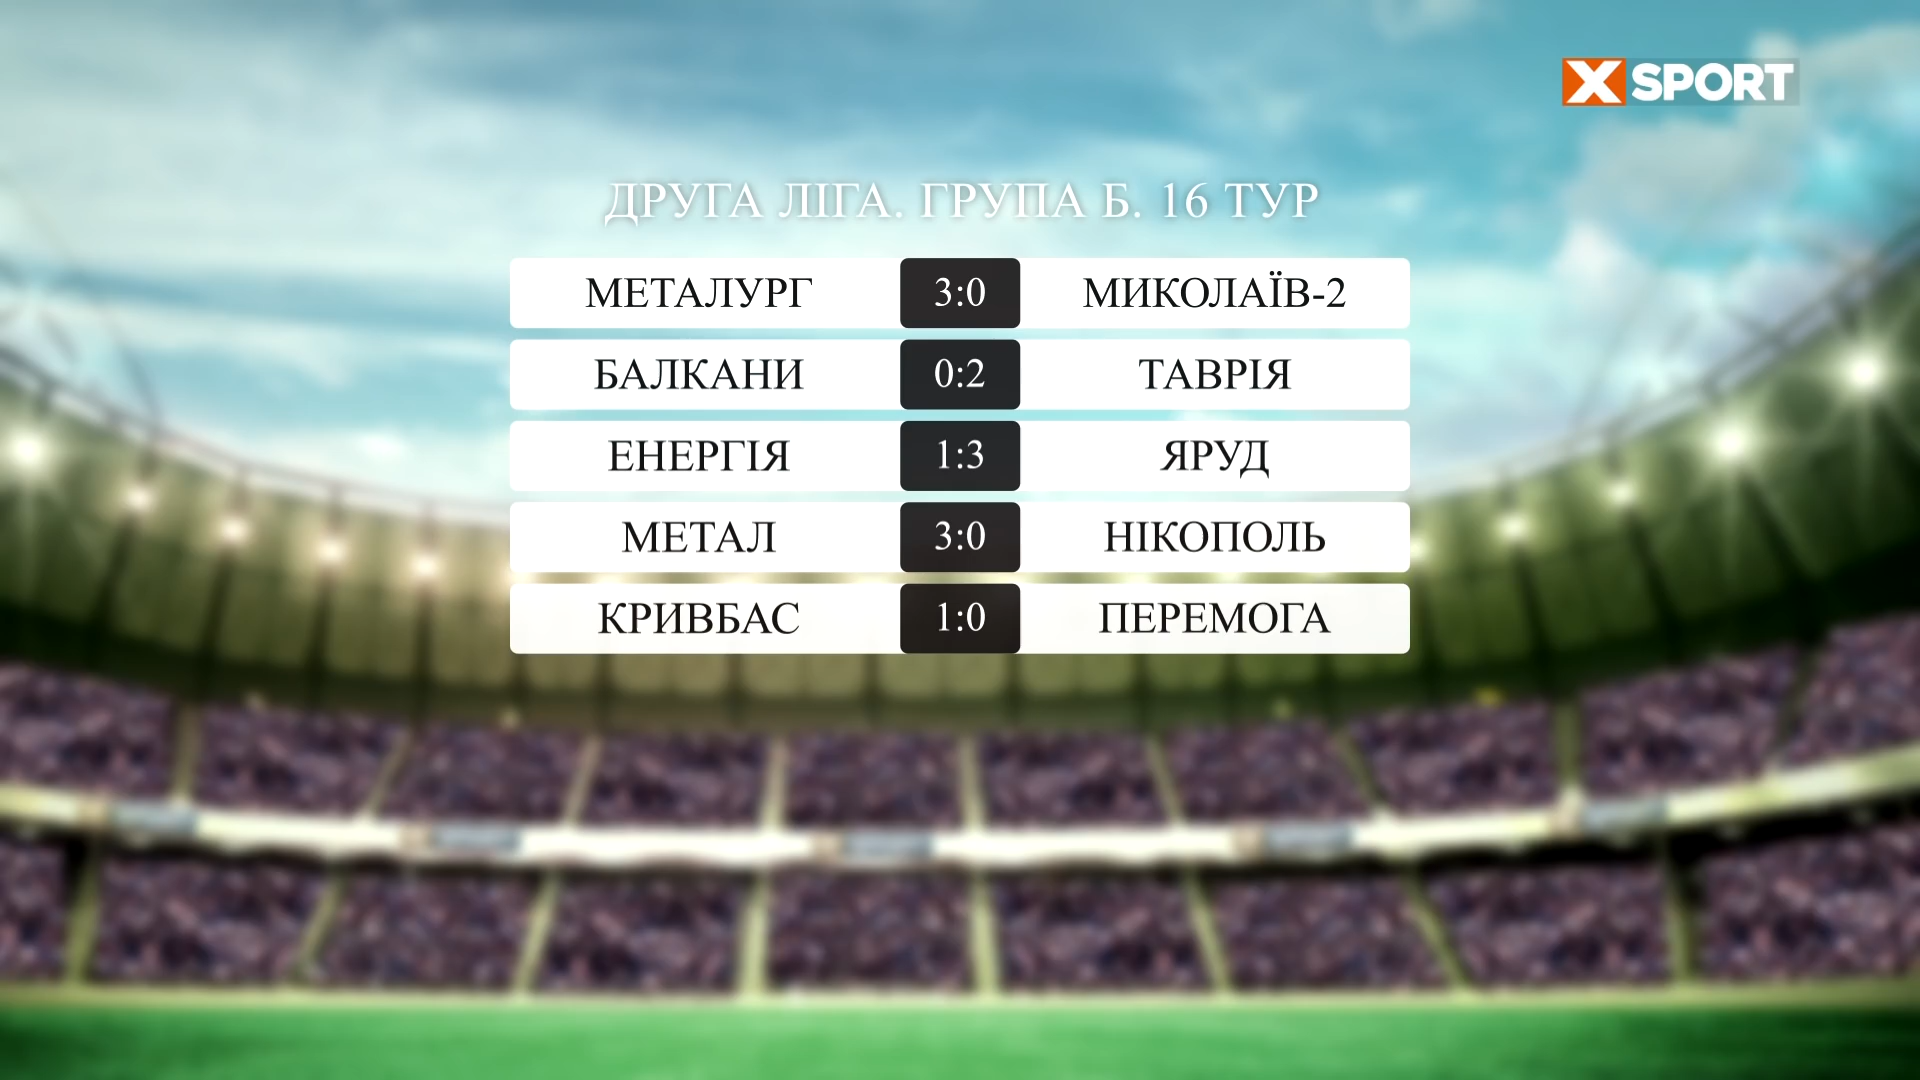 X SPORT
ДРУГА ЛІГА. ГРУПА Б. 16 ТУР
МЕТАЛУРГ 3:0 МИКОЛАЇВ-2
БАЛКАНИ 0:2 ТАВРІЯ
ЕНЕРГІЯ 1:3 ЯРУД
МЕТАЛ 3:0 НІКОПОЛЬ
КРИВБАС 1:0 ПЕРЕМОГА